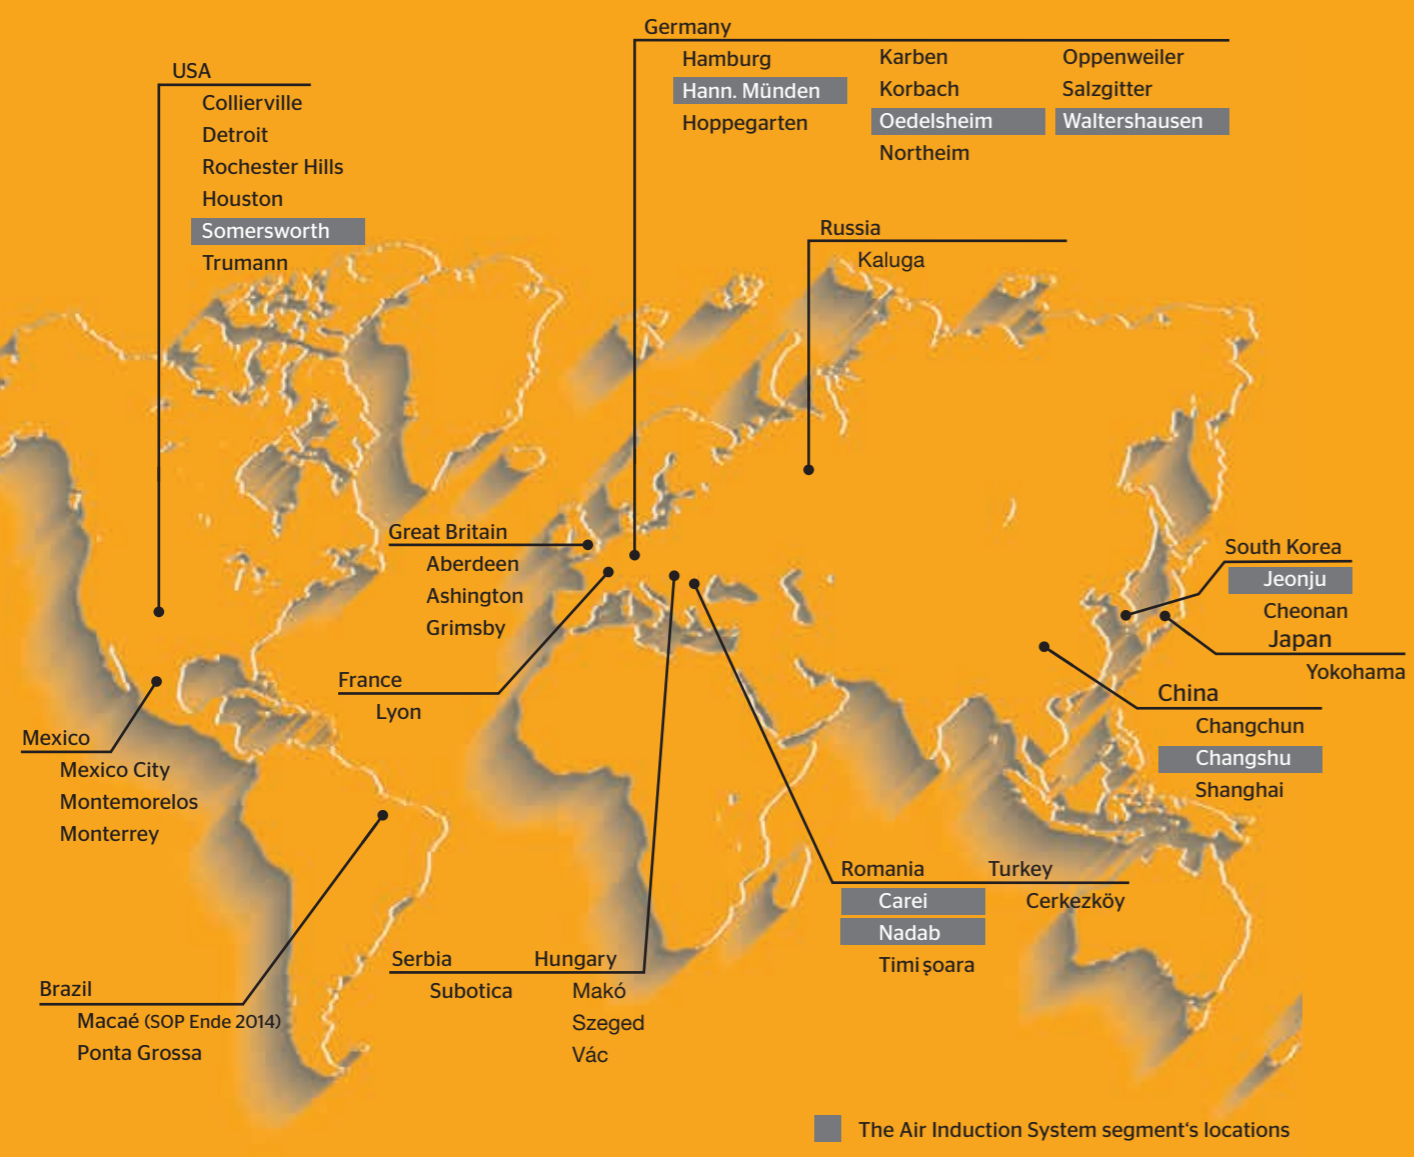 Germany
Hamburg
Hann. Münden
Hoppegarten
Karben
Korbach
Oedelsheim
Northeim
Oppenweiler
Salzgitter
Waltershausen
USA
Collierville
Detroit
Rochester Hills
Houston
Somersworth
Trumann
Russia
Kaluga
Great Britain
Aberdeen
Ashington
Grimsby
South Korea
Jeonju
Cheonan
Japan
Yokohama
France
Lyon
China
Changchun
Changshu
Shanghai
Mexico
Mexico City
Montemorelos
Monterrey
Romania
Carei
Nadab
Timişoara
Turkey
Cerkezköy
Serbia
Subotica
Hungary
Makó
Szeged
Vác
Brazil
Macaé (SOP Ende 2014)
Ponta Grossa
The Air Induction System segment's locations